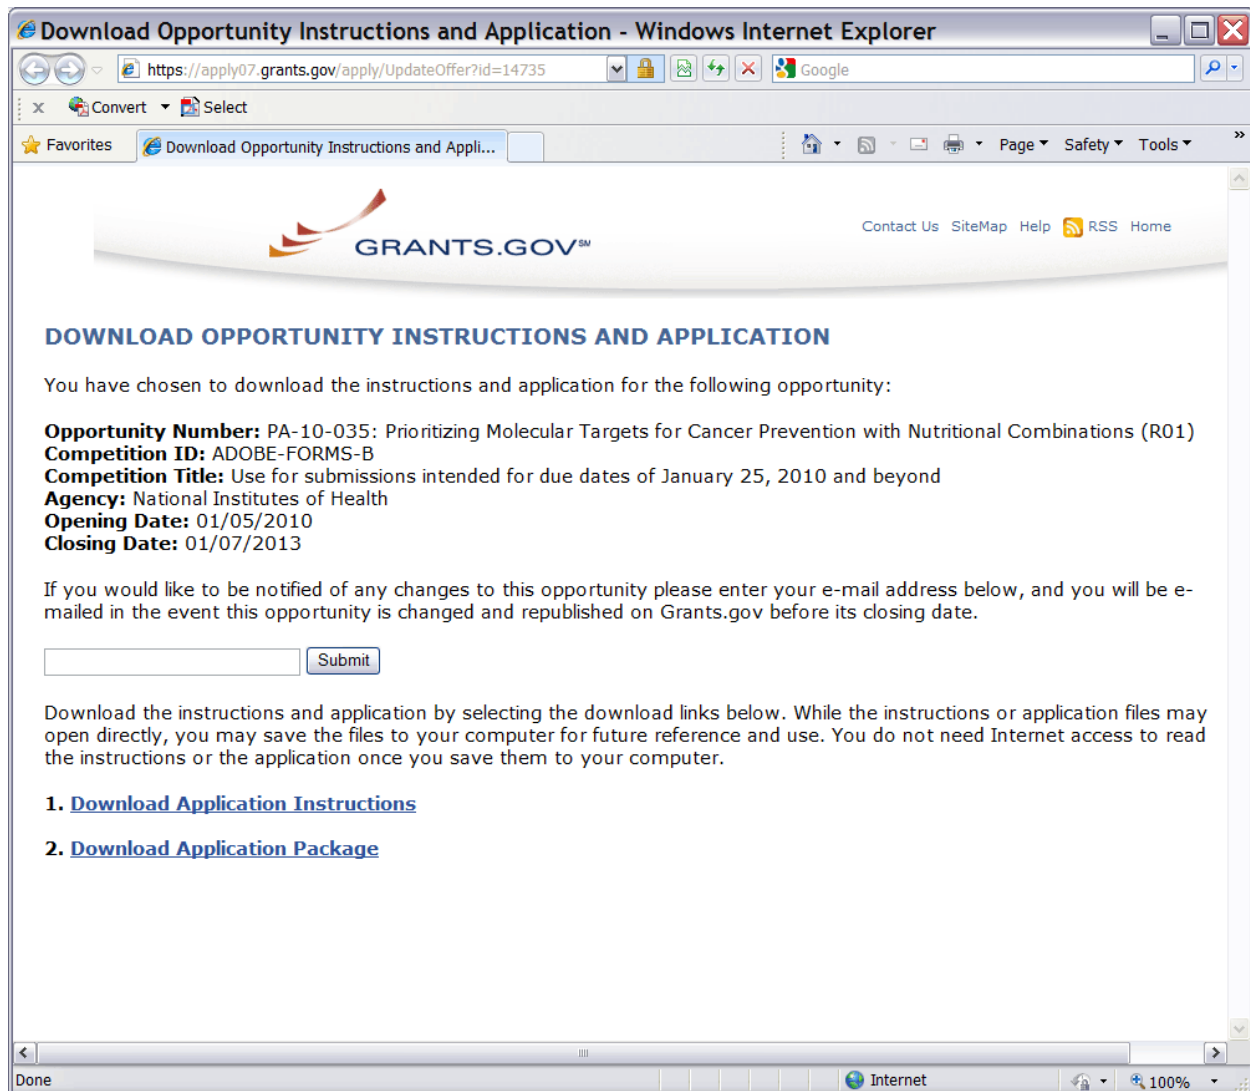 Download Opportunity Instructions and Application - Windows Internet Explorer
https://apply07.grants.gov/apply/UpdateOffer?id=14735
Google
x Convert Select
Favorites
Download Opportunity Instructions and Appli...
Page Safety Tools »
GRANTS.GOV℠
Contact Us SiteMap Help RSS Home
DOWNLOAD OPPORTUNITY INSTRUCTIONS AND APPLICATION
You have chosen to download the instructions and application for the following opportunity:
Opportunity Number: PA-10-035: Prioritizing Molecular Targets for Cancer Prevention with Nutritional Combinations (R01)
Competition ID: ADOBE-FORMS-B
Competition Title: Use for submissions intended for due dates of January 25, 2010 and beyond
Agency: National Institutes of Health
Opening Date: 01/05/2010
Closing Date: 01/07/2013
If you would like to be notified of any changes to this opportunity please enter your e-mail address below, and you will be e-
mailed in the event this opportunity is changed and republished on Grants.gov before its closing date.
Submit
Download the instructions and application by selecting the download links below. While the instructions or application files may
open directly, you may save the files to your computer for future reference and use. You do not need Internet access to read
the instructions or the application once you save them to your computer.
1. Download Application Instructions
2. Download Application Package
Done
Internet
100%